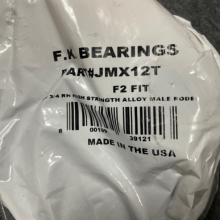 F.K BEARINGS
PART#JMX12T
F2 FIT
3/4 RH HIGH STRENGTH ALLOY MALE RODE
8 00199 39121
MADE IN THE USA